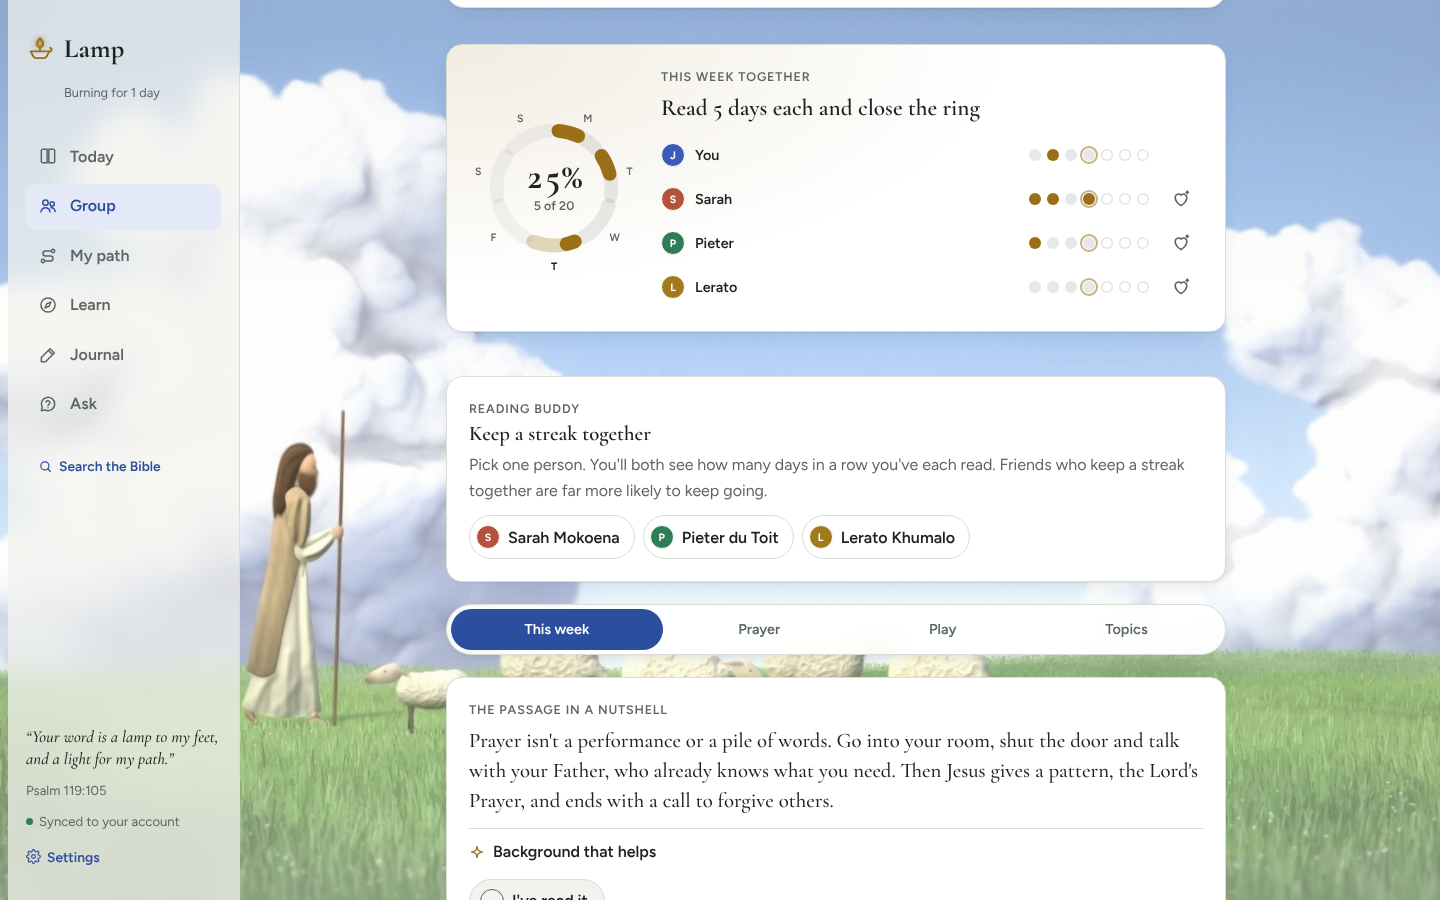 Lamp
Burning for 1 day
Today
Group
My path
Learn
Journal
Ask
Search the Bible
“Your word is a lamp to my feet,
and a light for my path.”
Psalm 119:105
Synced to your account
Settings
THIS WEEK TOGETHER
Read 5 days each and close the ring
S
M
S
T
25%
5 of 20
F
W
T
J You
S Sarah
P Pieter
L Lerato
READING BUDDY
Keep a streak together
Pick one person. You'll both see how many days in a row you've each read. Friends who keep a streak
together are far more likely to keep going.
S Sarah Mokoena P Pieter du Toit L Lerato Khumalo
This week Prayer Play Topics
THE PASSAGE IN A NUTSHELL
Prayer isn't a performance or a pile of words. Go into your room, shut the door and talk
with your Father, who already knows what you need. Then Jesus gives a pattern, the Lord's
Prayer, and ends with a call to forgive others.
Background that helps
I've read it